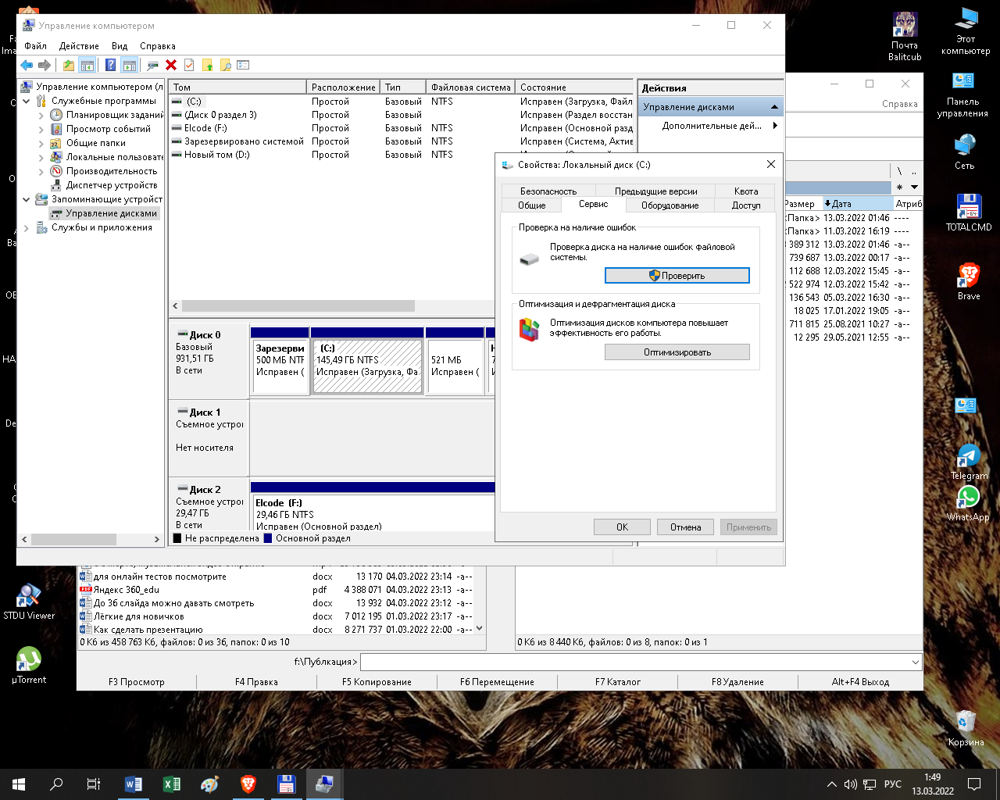 Управление компьютером
Файл Действие Вид Справка
Управление компьютером (л
Служебные программы
Планировщик заданий
Просмотр событий
Общие папки
Локальные пользовате
Производительность
Диспетчер устройств
Запоминающие устройст
Управление дисками
Службы и приложения
Том Расположение Тип Файловая система Состояние
(C:) Простой Базовый NTFS Исправен (Загрузка, Файл
(Диск 0 раздел 3) Простой Базовый Исправен (Раздел восстан
Elcode (F:) Простой Базовый NTFS Исправен (Основной разд
Зарезервировано системой Простой Базовый NTFS Исправен (Система, Актив
Новый том (D:) Простой Базовый NTFS
Действия
Управление дисками
Дополнительные дей...
Диск 0
Базовый
931,51 ГБ
В сети
Зарезерви
500 МБ NTF
Исправен (
(C:)
145,49 ГБ NTFS
Исправен (Загрузка, Фа
521 МБ
Исправен (
Диск 1
Съемное устро
Нет носителя
Диск 2
Съемное устро
29,47 ГБ
В сети
Elcode (F:)
29,46 ГБ NTFS
Исправен (Основной раздел)
Не распределена Основной раздел
Свойства: Локальный диск (C:)
Безопасность Предыдущие версии Квота
Общие Сервис Оборудование Доступ
Проверка на наличие ошибок
Проверка диска на наличие ошибок файловой
системы.
Проверить
Оптимизация и дефрагментация диска
Оптимизация дисков компьютера повышает
эффективность его работы.
Оптимизировать
OK Отмена Применить
Справка
\ ..
* 
Размер Дата Атриб
<Папка> 13.03.2022 01:46 ----
<Папка> 11.03.2022 16:19 ----
389 312 13.03.2022 01:46 -a--
739 687 13.03.2022 00:17 -a--
112 688 12.03.2022 15:45 -a--
522 974 12.03.2022 15:42 -a--
136 543 05.03.2022 16:30 -a--
18 025 17.01.2022 19:05 -a--
711 815 25.08.2021 10:27 -a--
12 295 29.05.2021 12:55 -a--
для онлайн тестов посмотрите docx 13 170 04.03.2022 23:14 -a--
Яндекс 360_edu pdf 4 388 071 04.03.2022 23:13 -a--
До 36 слайда можно давать смотреть docx 13 932 04.03.2022 23:12 -a--
Лёгкие для новичков docx 7 012 195 01.03.2022 23:17 -a--
Как сделать презентацию docx 8 271 737 01.03.2022 22:00 -a--
0 Кб из 458 763 Кб, файлов: 0 из 36, папок: 0 из 10
0 Кб из 8 440 Кб, файлов: 0 из 8, папок: 0 из 1
f:\Публкация>
F3 Просмотр F4 Правка F5 Копирование F6 Перемещение F7 Каталог F8 Удаление Alt+F4 Выход
Почта
Balitcub
Этот
компьютер
Панель
управления
Сеть
TOTALCMD
Brave
Telegram
WhatsApp
Корзина
STDU Viewer
µTorrent
РУС
1:49
13.03.2022